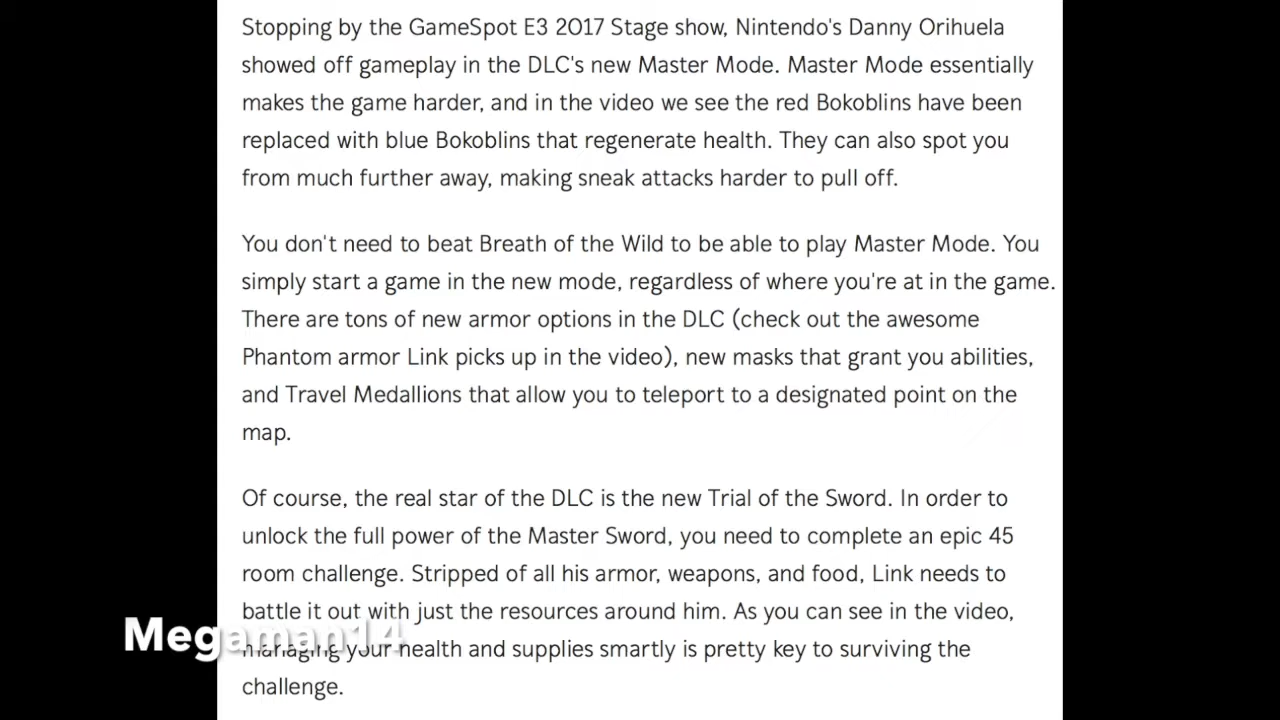 Stopping by the GameSpot E3 2017 Stage show, Nintendo's Danny Orihuela
showed off gameplay in the DLC's new Master Mode. Master Mode essentially
makes the game harder, and in the video we see the red Bokoblins have been
replaced with blue Bokoblins that regenerate health. They can also spot you
from much further away, making sneak attacks harder to pull off.
You don't need to beat Breath of the Wild to be able to play Master Mode. You
simply start a game in the new mode, regardless of where you're at in the game.
There are tons of new armor options in the DLC (check out the awesome
Phantom armor Link picks up in the video), new masks that grant you abilities,
and Travel Medallions that allow you to teleport to a designated point on the
map.
Of course, the real star of the DLC is the new Trial of the Sword. In order to
unlock the full power of the Master Sword, you need to complete an epic 45
room challenge. Stripped of all his armor, weapons, and food, Link needs to
battle it out with just the resources around him. As you can see in the video,
Megaman14
managing your health and supplies smartly is pretty key to surviving the
challenge.